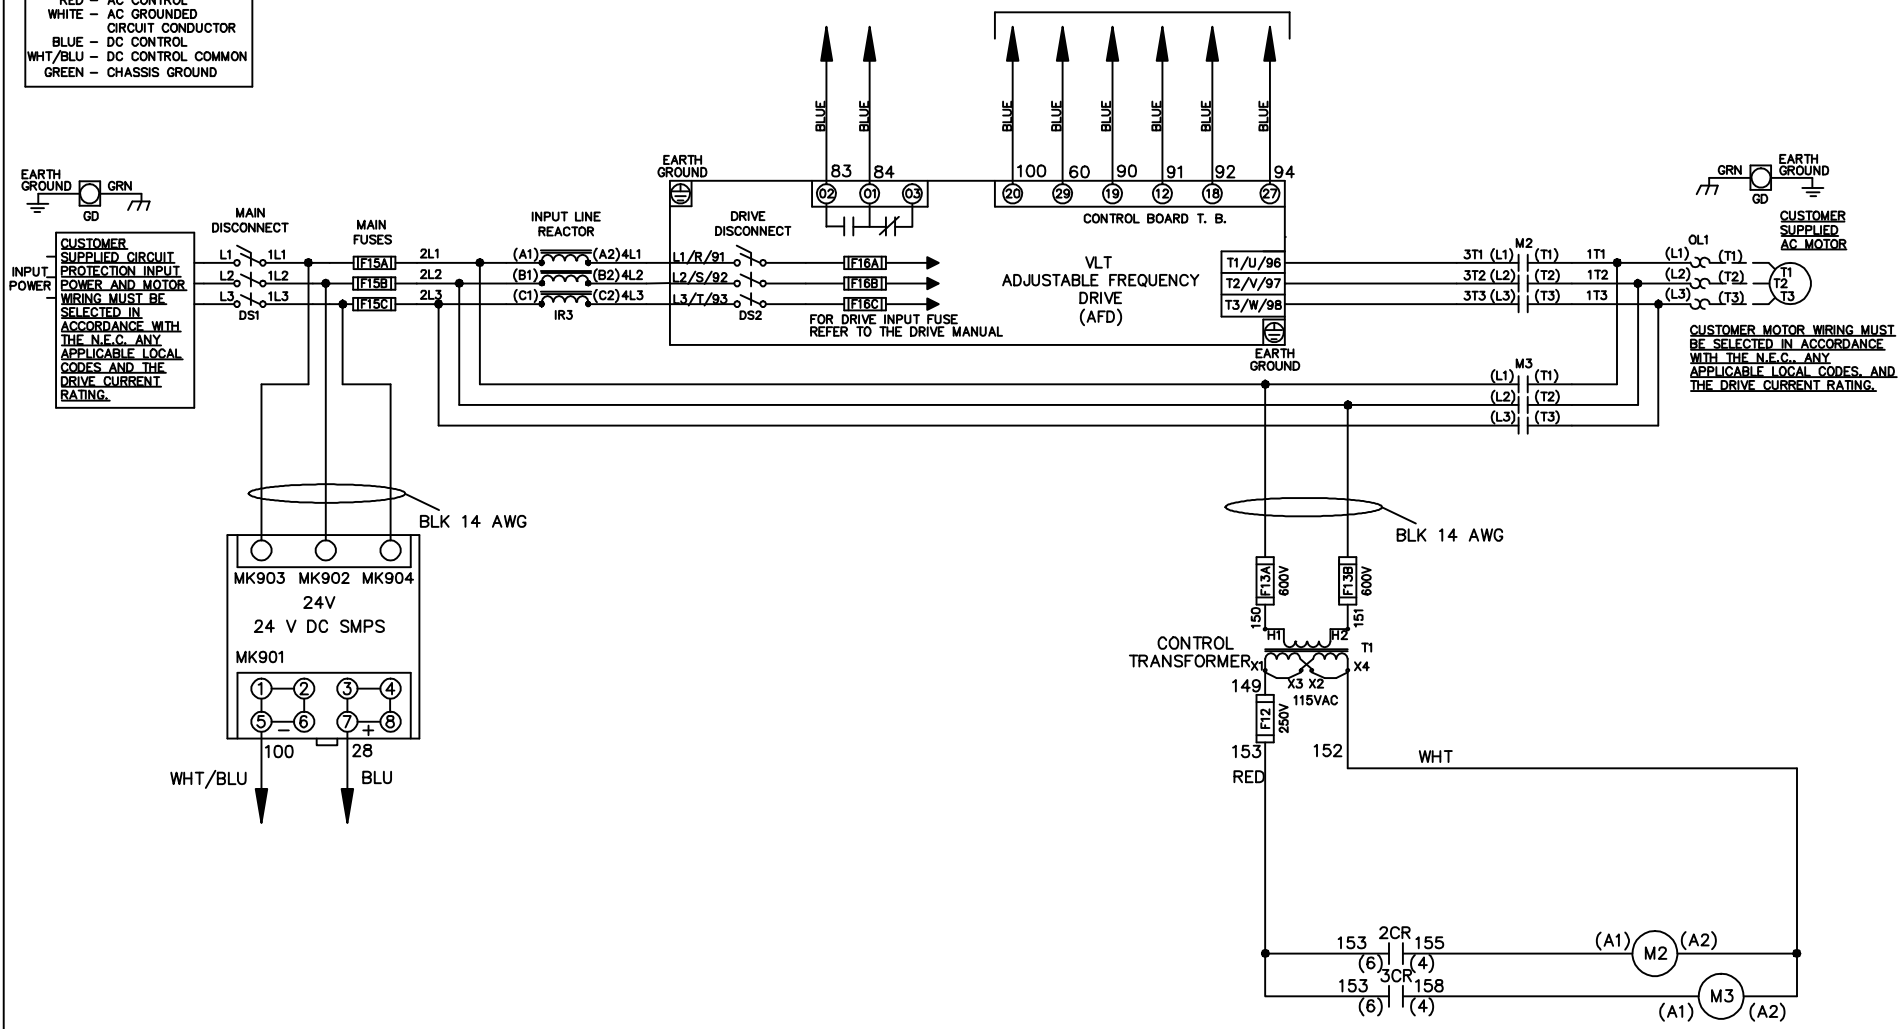 RED – AC CONTROL
WHITE – AC GROUNDED
CIRCUIT CONDUCTOR
BLUE – DC CONTROL
WHT/BLU – DC CONTROL COMMON
GREEN – CHASSIS GROUND
BLUE
BLUE
BLUE
BLUE
BLUE
BLUE
BLUE
BLUE
EARTH
GROUND
GRN
GD
EARTH
GROUND
83
84
100
60
90
91
92
94
02
01
03
20
29
19
12
18
27
CONTROL BOARD T. B.
GRN
EARTH
GROUND
GD
CUSTOMER
SUPPLIED
AC MOTOR
INPUT
POWER
CUSTOMER
SUPPLIED CIRCUIT
PROTECTION INPUT
POWER AND MOTOR
WIRING MUST BE
SELECTED IN
ACCORDANCE WITH
THE N.E.C. ANY
APPLICABLE LOCAL
CODES AND THE
DRIVE CURRENT
RATING.
MAIN
DISCONNECT
L1
1L1
L2
1L2
L3
1L3
DS1
MAIN
FUSES
F15A
F15B
F15C
2L1
2L2
2L3
INPUT LINE
REACTOR
(A1)
(A2)
4L1
(B1)
(B2)
4L2
(C1)
(C2)
4L3
IR3
L1/R/91
L2/S/92
L3/T/93
DRIVE
DISCONNECT
DS2
F16A
F16B
F16C
FOR DRIVE INPUT FUSE
REFER TO THE DRIVE MANUAL
VLT
ADJUSTABLE FREQUENCY
DRIVE
(AFD)
T1/U/96
T2/V/97
T3/W/98
EARTH
GROUND
M2
3T1 (L1) (T1) 1T1
3T2 (L2) (T2) 1T2
3T3 (L3) (T3) 1T3
OL1
(L1) (T1)
(L2) (T2)
(L3) (T3)
T1
T2
T3
CUSTOMER MOTOR WIRING MUST
BE SELECTED IN ACCORDANCE
WITH THE N.E.C., ANY
APPLICABLE LOCAL CODES, AND
THE DRIVE CURRENT RATING.
M3
(L1) (T1)
(L2) (T2)
(L3) (T3)
BLK 14 AWG
MK903 MK902 MK904
24V
24 V DC SMPS
MK901
1 2 3 4
5 6 7 8
– +
100
28
WHT/BLU
BLU
BLK 14 AWG
F13A
600V
F13B
600V
150
151
H1
H2
T1
CONTROL
TRANSFORMER
X1
X4
X3 X2
115VAC
149
F12
250V
153
RED
152
WHT
2CR
153
155
(6)
(4)
(A1)
M2
(A2)
3CR
153
158
(6)
(4)
(A1)
M3
(A2)